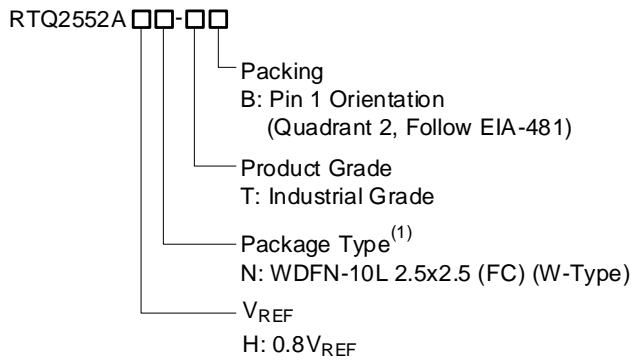 RTQ2552A□□-□□
Packing
B: Pin 1 Orientation
(Quadrant 2, Follow EIA-481)
Product Grade
T: Industrial Grade
Package Type(1)
N: WDFN-10L 2.5x2.5 (FC) (W-Type)
VREF
H: 0.8VREF